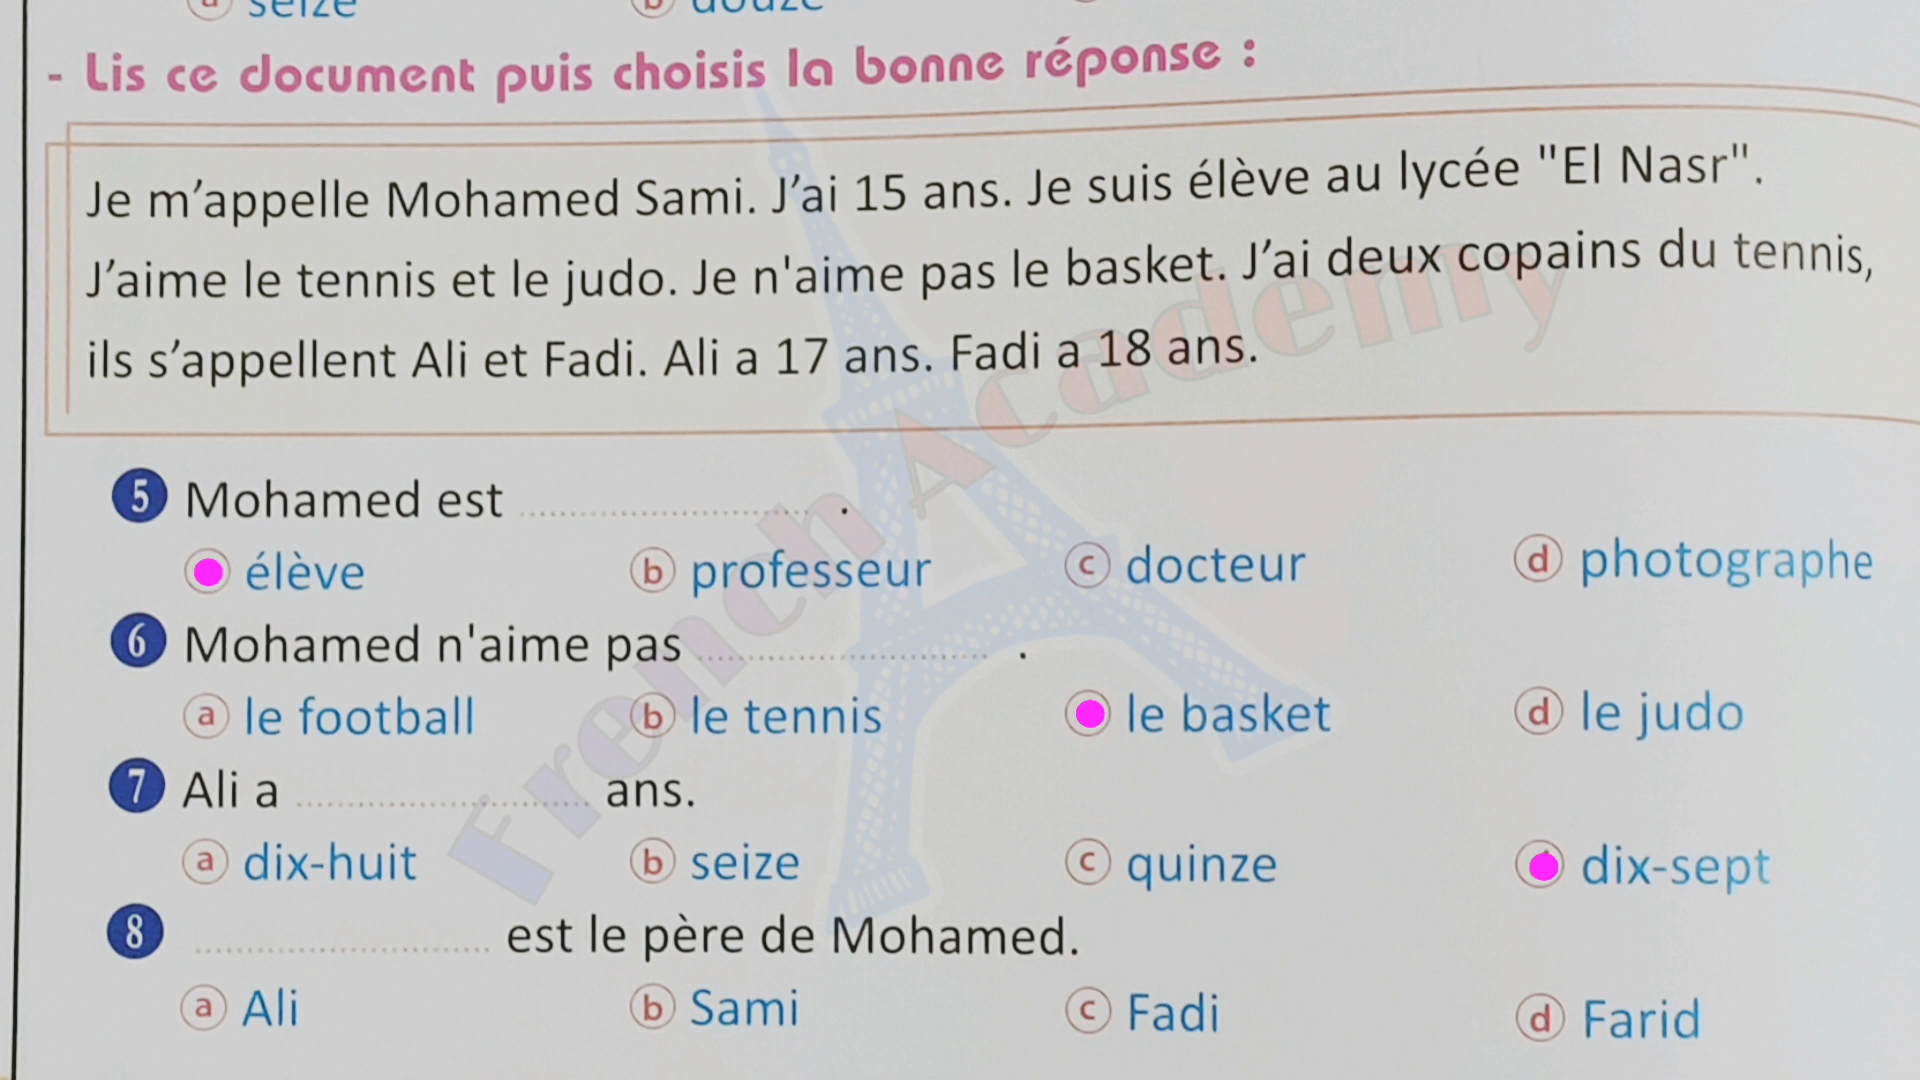 a seize b douze
- Lis ce document puis choisis la bonne réponse :
Je m’appelle Mohamed Sami. J’ai 15 ans. Je suis élève au lycée "El Nasr".
J’aime le tennis et le judo. Je n'aime pas le basket. J’ai deux copains du tennis,
ils s’appellent Ali et Fadi. Ali a 17 ans. Fadi a 18 ans.
French Academy
5 Mohamed est ........................ .
élève b professeur c docteur d photographe
6 Mohamed n'aime pas ........................ .
a le football b le tennis le basket d le judo
7 Ali a ........................ ans.
a dix-huit b seize c quinze dix-sept
8 ........................ est le père de Mohamed.
a Ali b Sami c Fadi d Farid